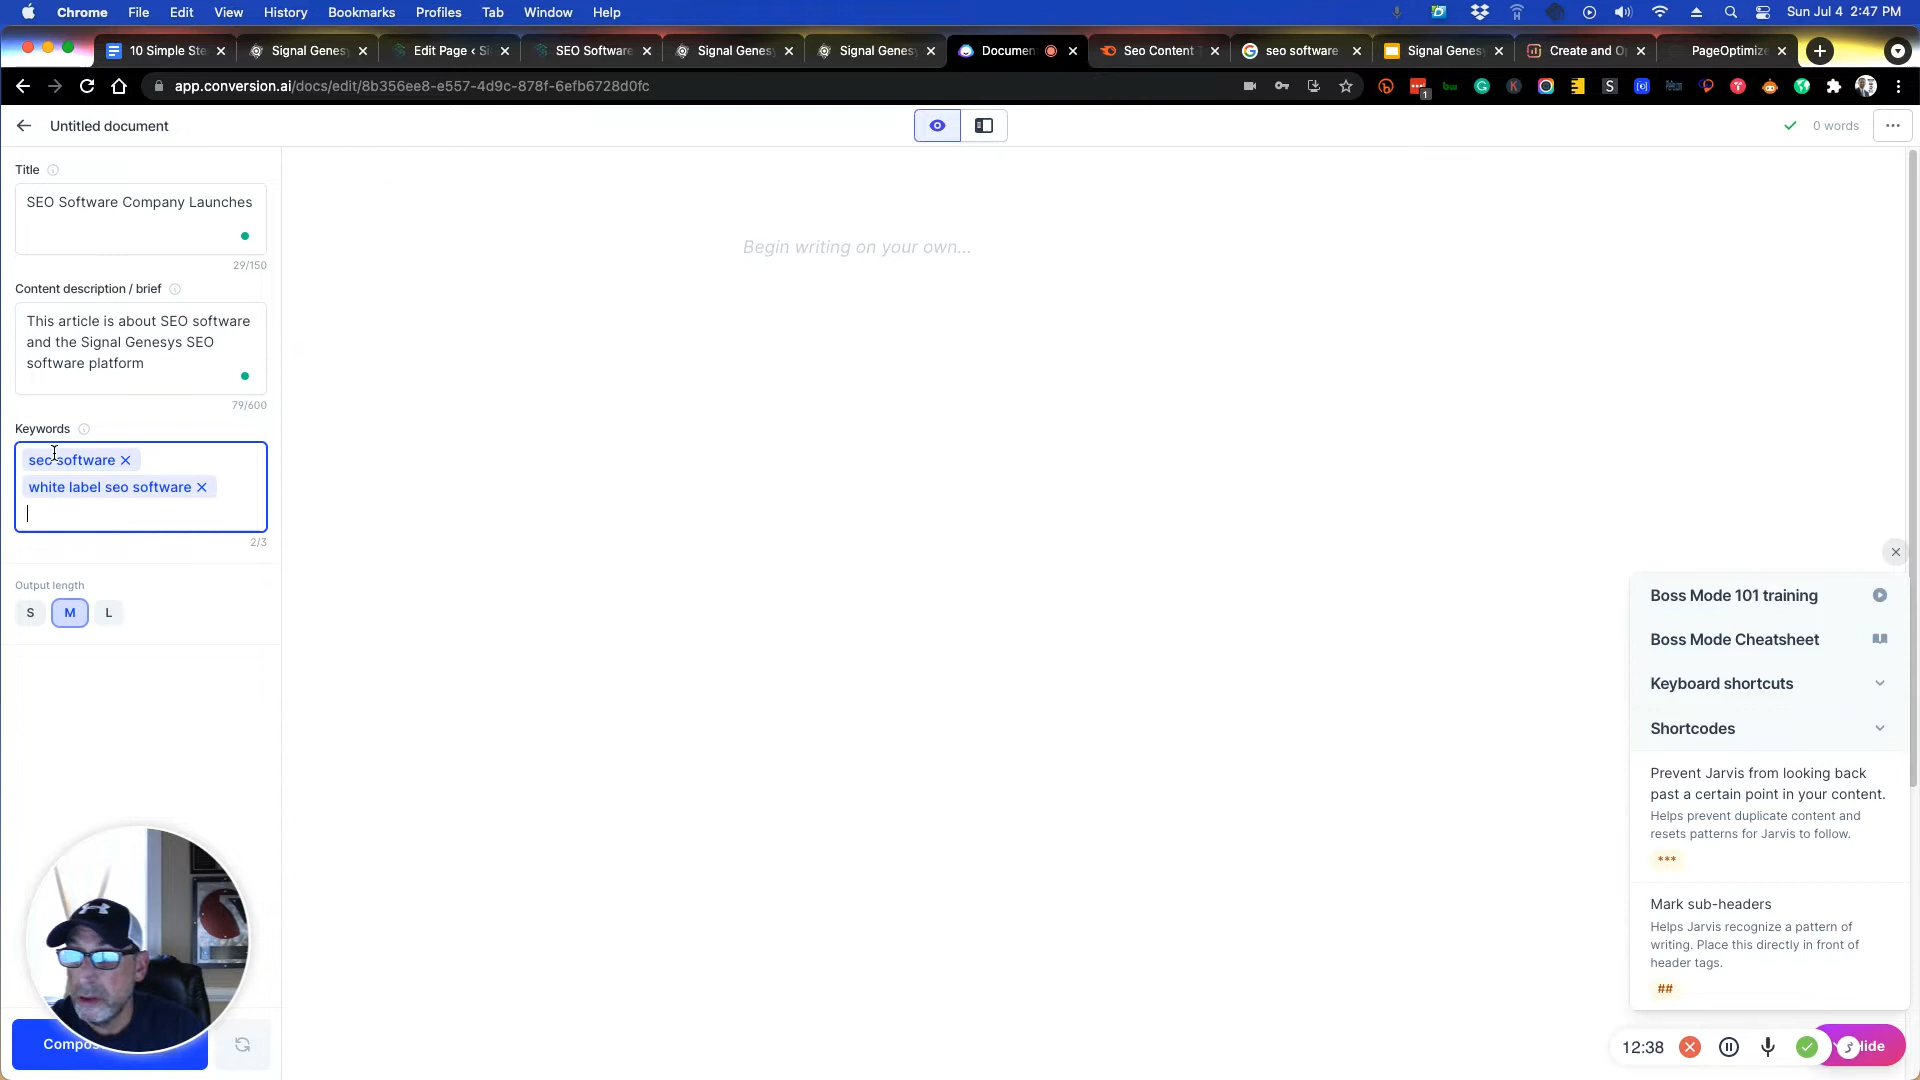 Chrome File Edit View History Bookmarks Profiles Tab Window Help
Sun Jul 4 2:47 PM
10 Simple Ste
Signal Genes
Edit Page ‹ Si
SEO Software
Signal Genes
Signal Genes
Documen
Seo Content
seo software
Signal Genes
Create and O
PageOptimize
app.conversion.ai/docs/edit/8b356ee8-e557-4d9c-878f-6efb6728d0fc
Untitled document
0 words
Title
SEO Software Company Launches
29/150
Content description / brief
This article is about SEO software
and the Signal Genesys SEO
software platform
79/600
Keywords
seo software
white label seo software
2/3
Output length
S M L
Begin writing on your own...
Boss Mode 101 training
Boss Mode Cheatsheet
Keyboard shortcuts
Shortcodes
Prevent Jarvis from looking back
past a certain point in your content.
Helps prevent duplicate content and
resets patterns for Jarvis to follow.
***
Mark sub-headers
Helps Jarvis recognize a pattern of
writing. Place this directly in front of
header tags.
##
Compo
12:38
ide